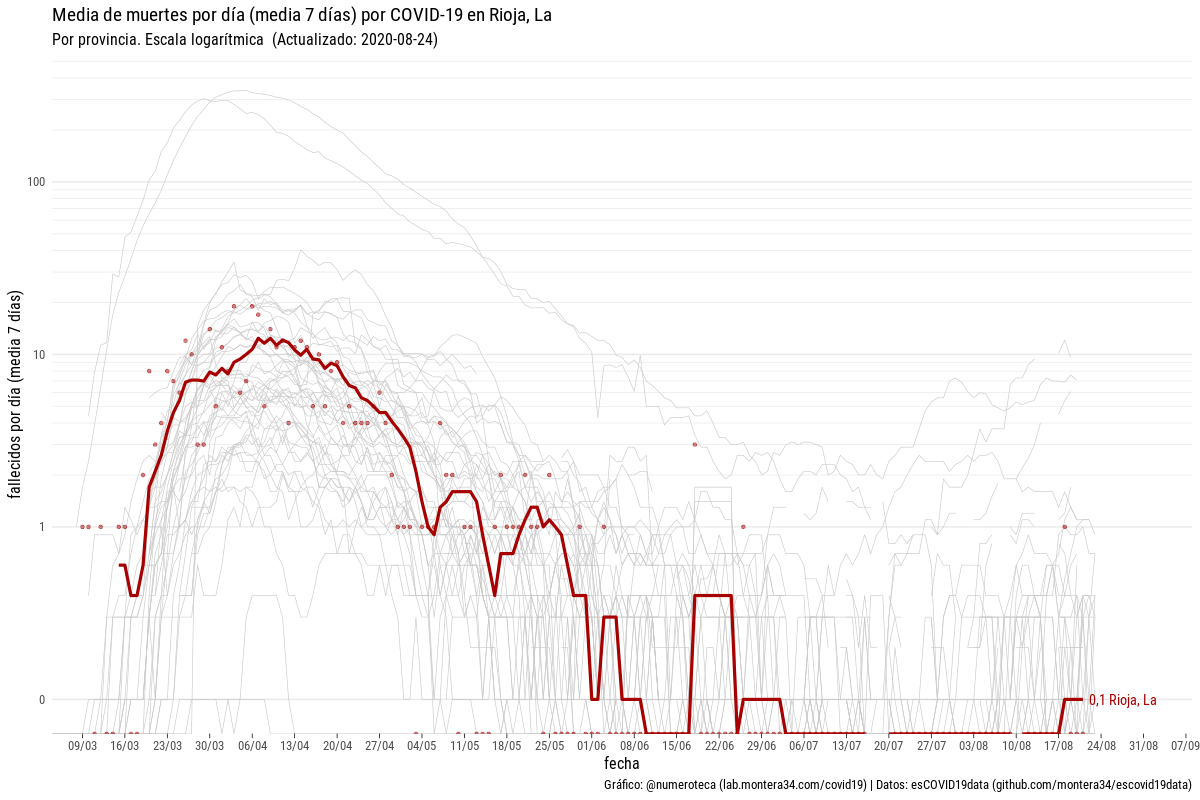 Media de muertes por día (media 7 días) por COVID-19 en Rioja, La
Por provincia. Escala logarítmica  (Actualizado: 2020-08-24)
fallecidos por día (media 7 días)
100
10
1
0
0,1 Rioja, La
09/03 16/03 23/03 30/03 06/04 13/04 20/04 27/04 04/05 11/05 18/05 25/05 01/06 08/06 15/06 22/06 29/06 06/07 13/07 20/07 27/07 03/08 10/08 17/08 24/08 31/08 07/09
fecha
Gráfico: @numeroteca (lab.montera34.com/covid19) | Datos: esCOVID19data (github.com/montera34/escovid19data)